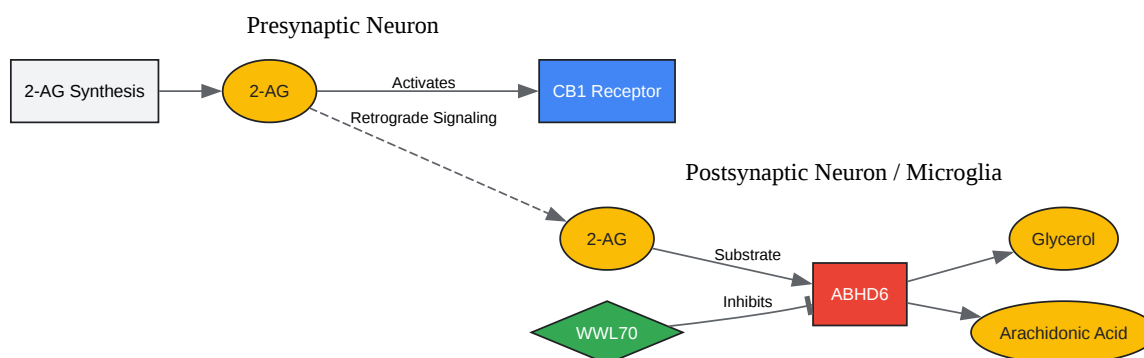 Presynaptic Neuron
2-AG Synthesis
2-AG
Activates
CB1 Receptor
Retrograde Signaling
Postsynaptic Neuron / Microglia
2-AG
Substrate
Glycerol
ABHD6
Inhibits
WWL70
Arachidonic Acid